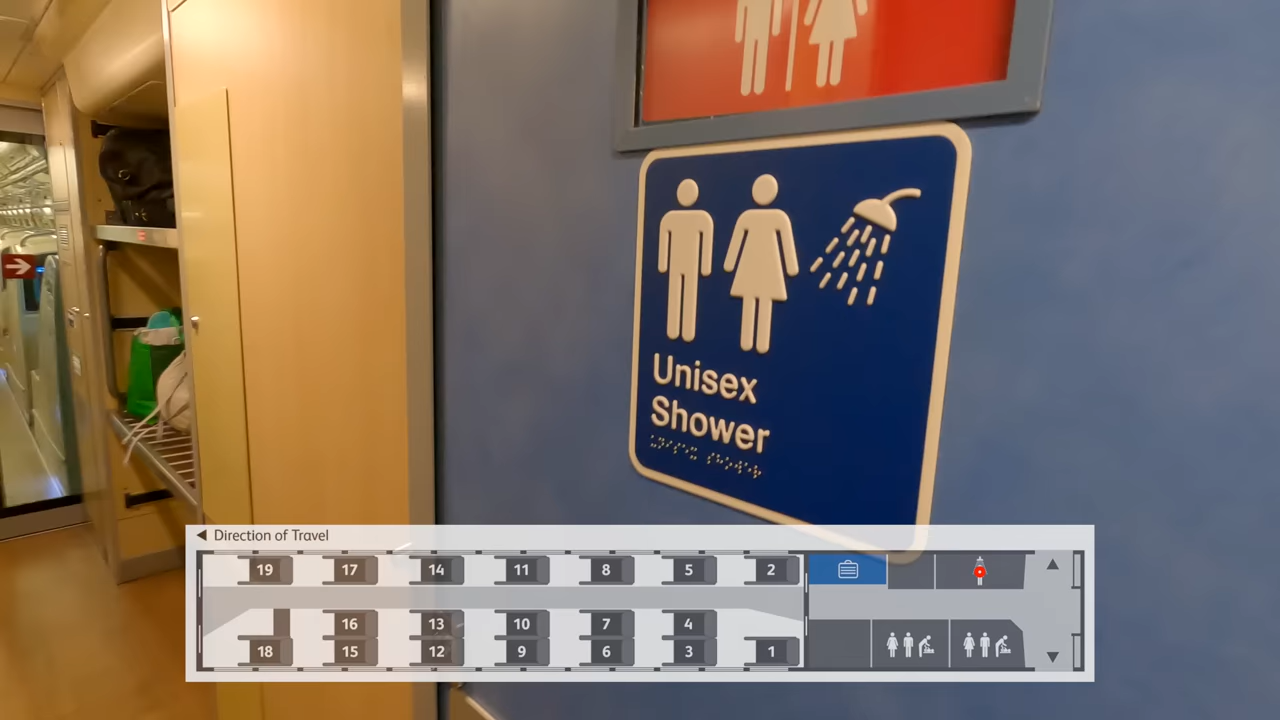 Unisex
Shower
◀ Direction of Travel
19 17 14 11 8 5 2
16 13 10 7 4
18 15 12 9 6 3 1